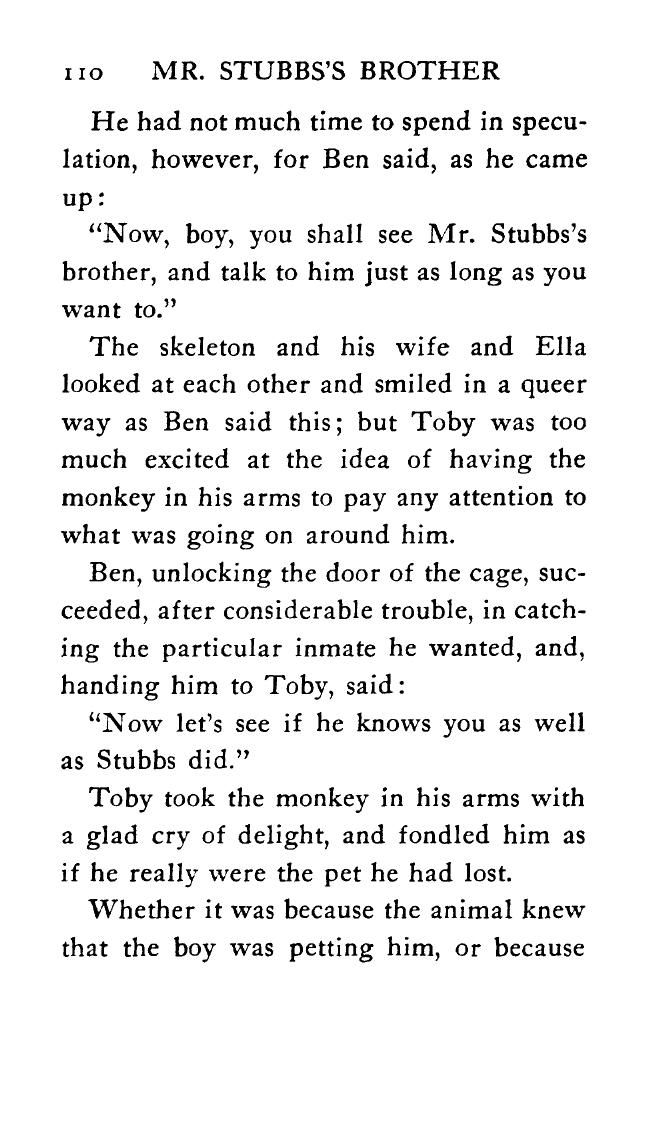 110 MR. STUBBS'S BROTHER
He had not much time to spend in specu-
lation, however, for Ben said, as he came
up:
“Now, boy, you shall see Mr. Stubbs's
brother, and talk to him just as long as you
want to.”
The skeleton and his wife and Ella
looked at each other and smiled in a queer
way as Ben said this; but Toby was too
much excited at the idea of having the
monkey in his arms to pay any attention to
what was going on around him.
Ben, unlocking the door of the cage, suc-
ceeded, after considerable trouble, in catch-
ing the particular inmate he wanted, and,
handing him to Toby, said:
“Now let's see if he knows you as well
as Stubbs did.”
Toby took the monkey in his arms with
a glad cry of delight, and fondled him as
if he really were the pet he had lost.
Whether it was because the animal knew
that the boy was petting him, or because